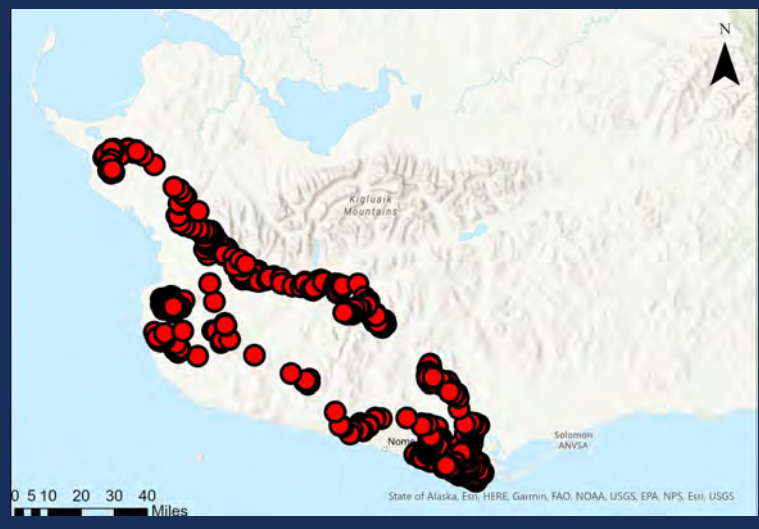 N
Kigluaik
Mountains
Solomon
ANVSA
Nome
State of Alaska, Esri, HERE, Garmin, FAO, NOAA, USGS, EPA, NPS, Esri, USGS
0 5 10 20 30 40
Miles